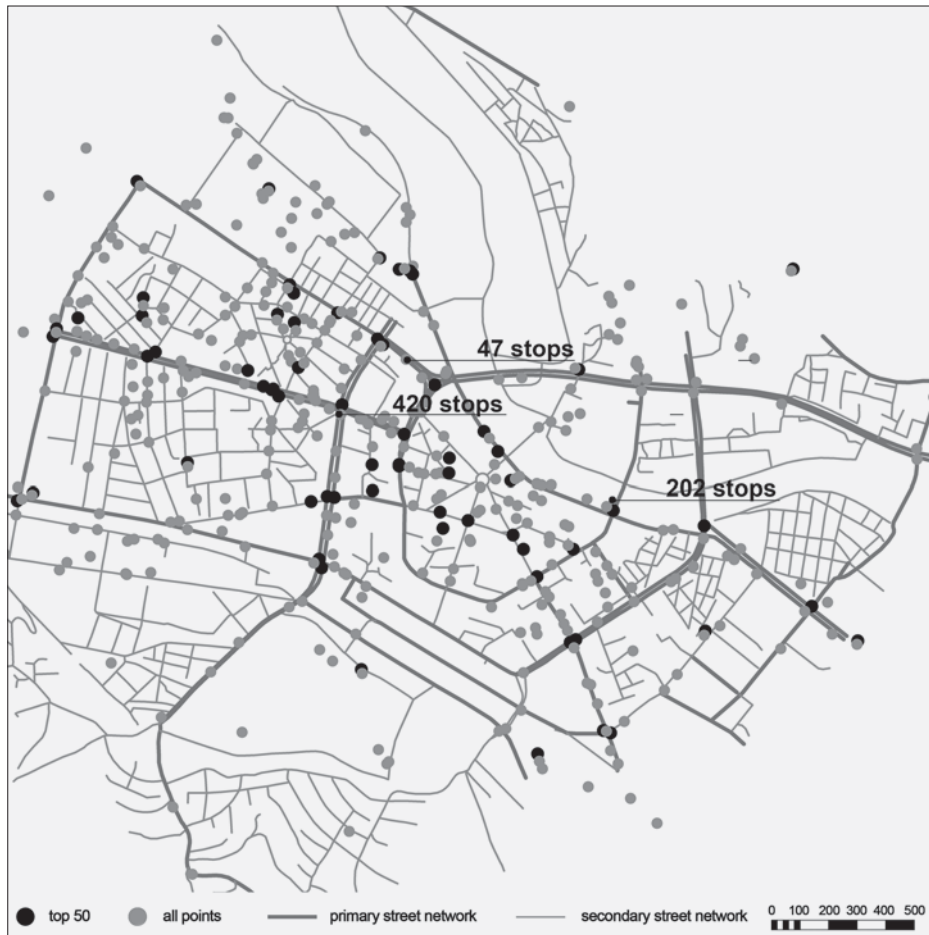 47 stops
420 stops
202 stops
top 50 all points primary street network secondary street network 0 100 200 300 400 500